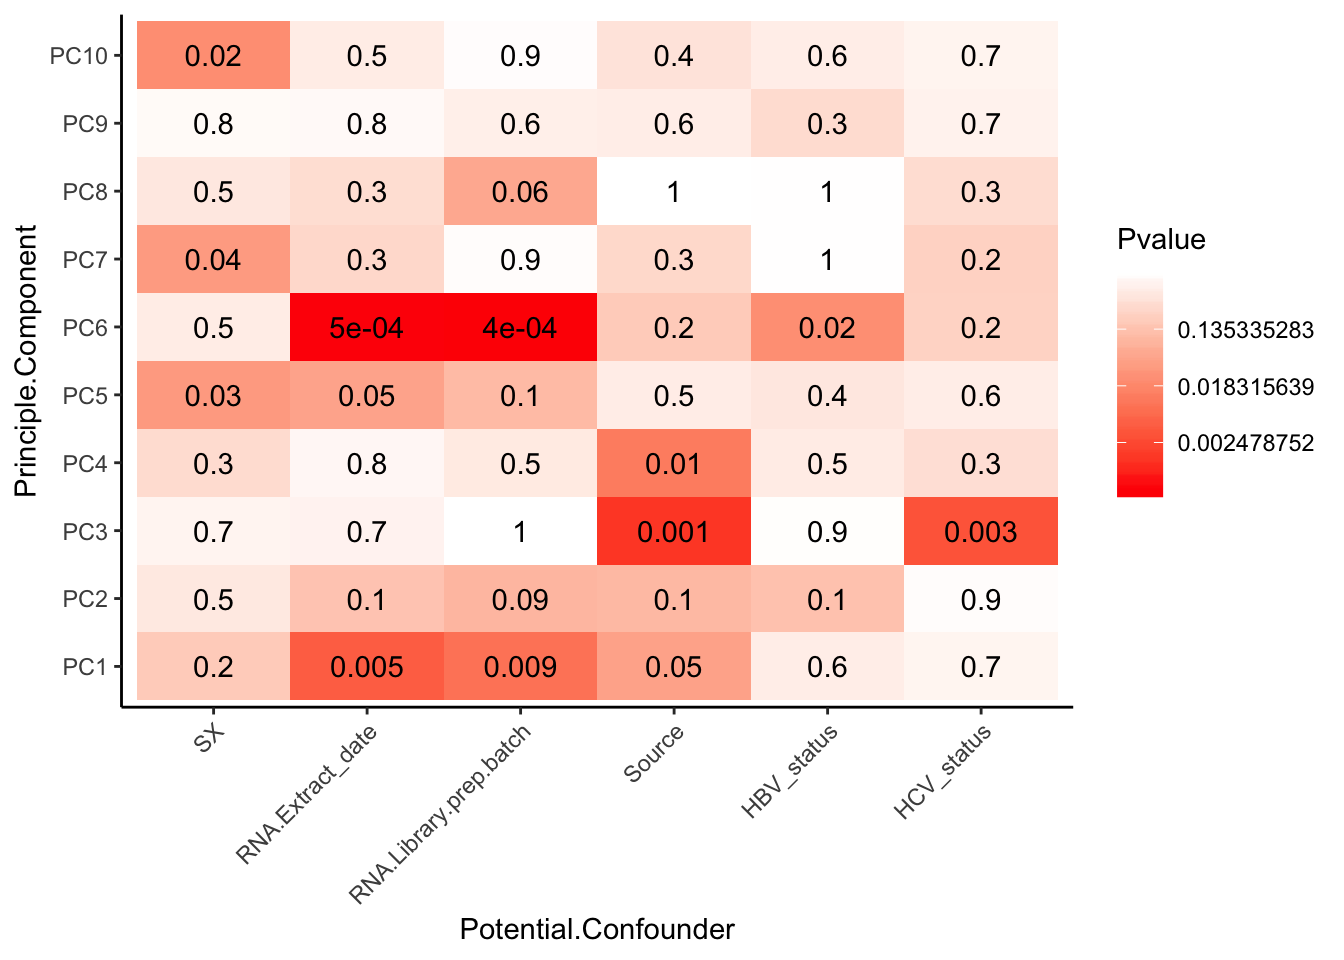 Principle.Component
PC10 0.02 0.5 0.9 0.4 0.6 0.7
PC9 0.8 0.8 0.6 0.6 0.3 0.7
PC8 0.5 0.3 0.06 1 1 0.3
PC7 0.04 0.3 0.9 0.3 1 0.2
PC6 0.5 5e-04 4e-04 0.2 0.02 0.2
PC5 0.03 0.05 0.1 0.5 0.4 0.6
PC4 0.3 0.8 0.5 0.01 0.5 0.3
PC3 0.7 0.7 1 0.001 0.9 0.003
PC2 0.5 0.1 0.09 0.1 0.1 0.9
PC1 0.2 0.005 0.009 0.05 0.6 0.7
SX
RNA.Extract_date
RNA.Library.prep.batch
Source
HBV_status
HCV_status
Potential.Confounder
Pvalue
0.135335283
0.018315639
0.002478752